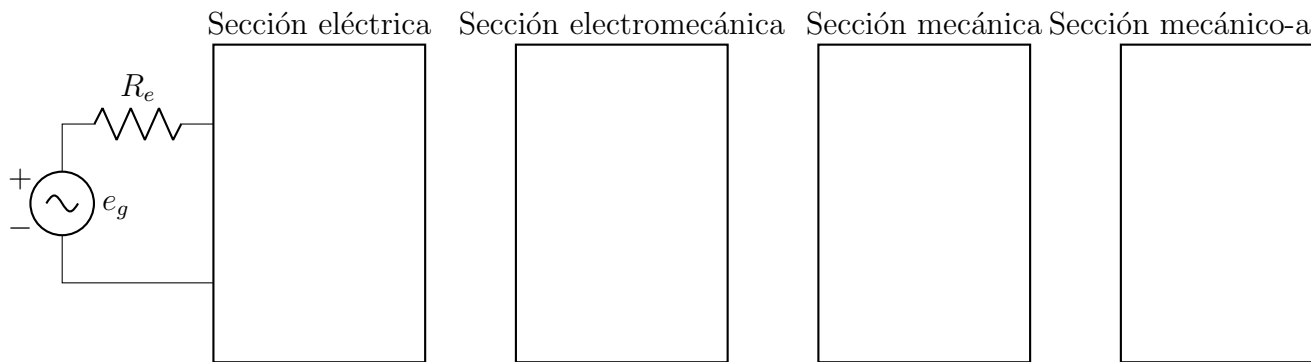 Sección eléctrica
Sección electromecánica
Sección mecánica
Sección mecánico-a
R_e
+
e_g
−